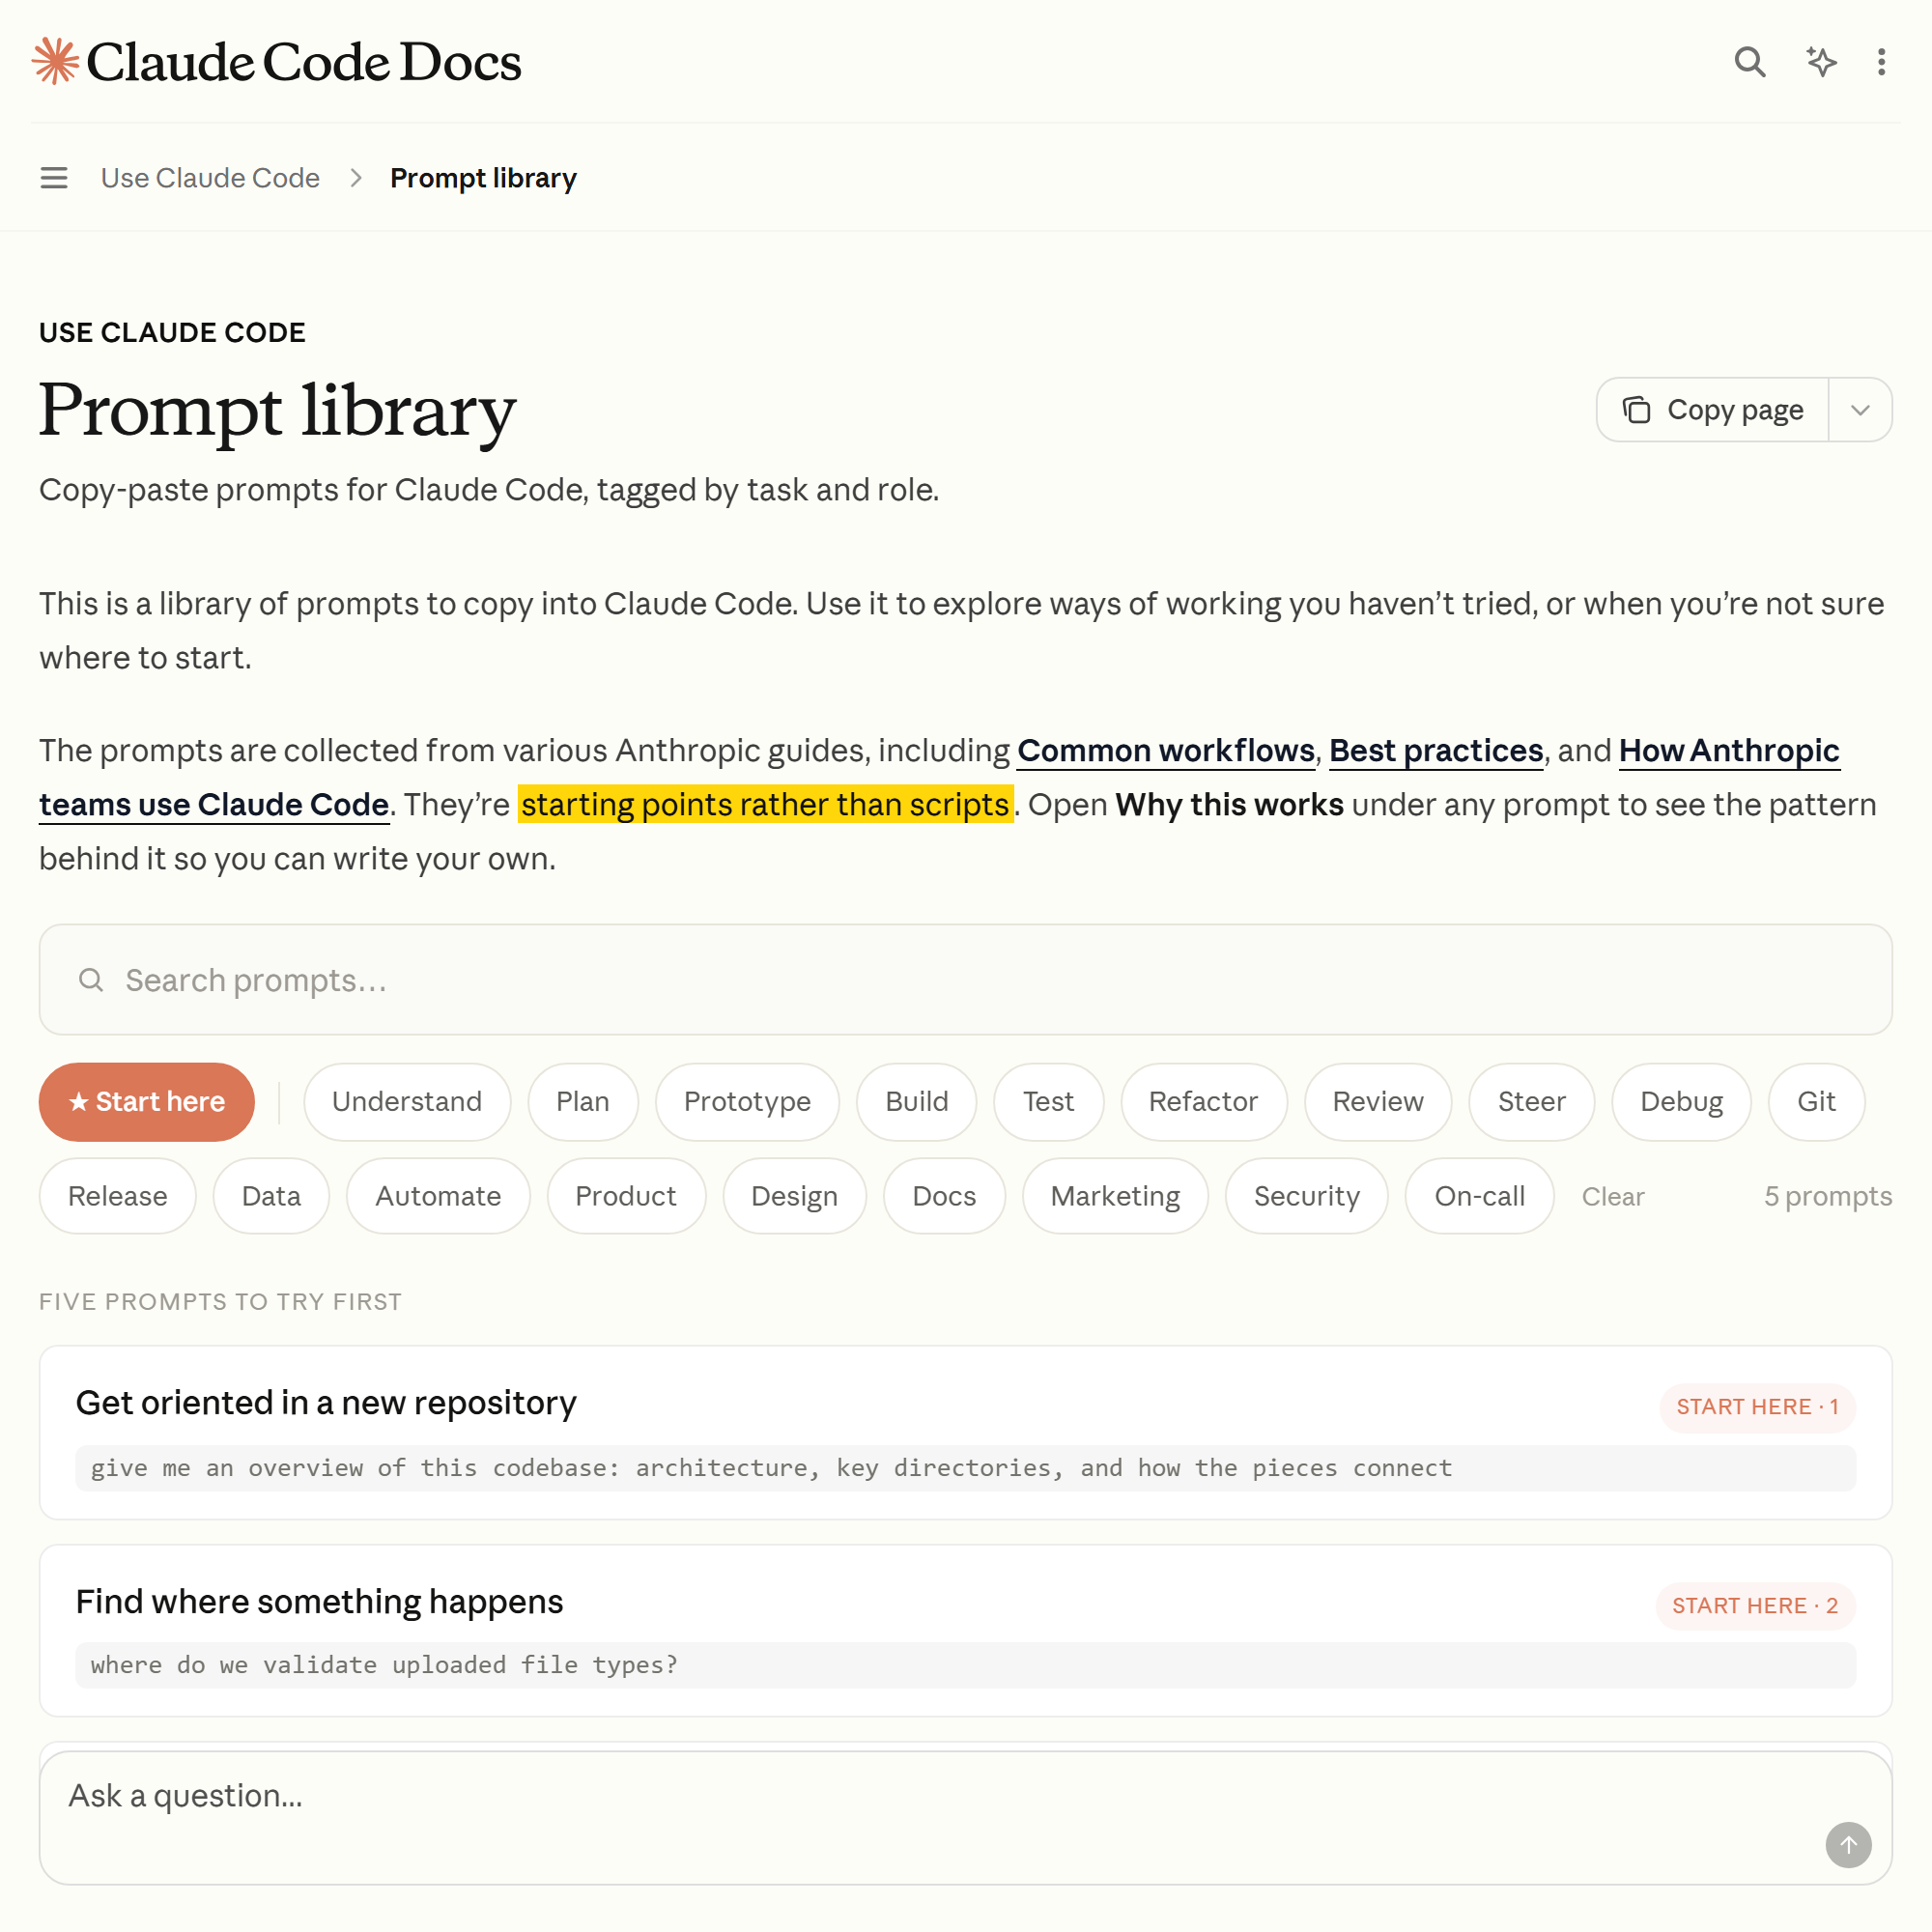 Claude Code Docs
Use Claude Code > Prompt library
USE CLAUDE CODE
Prompt library
Copy page
Copy-paste prompts for Claude Code, tagged by task and role.
This is a library of prompts to copy into Claude Code. Use it to explore ways of working you haven’t tried, or when you’re not sure
where to start.
The prompts are collected from various Anthropic guides, including Common workflows, Best practices, and How Anthropic
teams use Claude Code. They’re starting points rather than scripts. Open Why this works under any prompt to see the pattern
behind it so you can write your own.
Search prompts…
★ Start here Understand Plan Prototype Build Test Refactor Review Steer Debug Git
Release Data Automate Product Design Docs Marketing Security On-call Clear 5 prompts
FIVE PROMPTS TO TRY FIRST
Get oriented in a new repository START HERE · 1
give me an overview of this codebase: architecture, key directories, and how the pieces connect
Find where something happens START HERE · 2
where do we validate uploaded file types?
Ask a question...